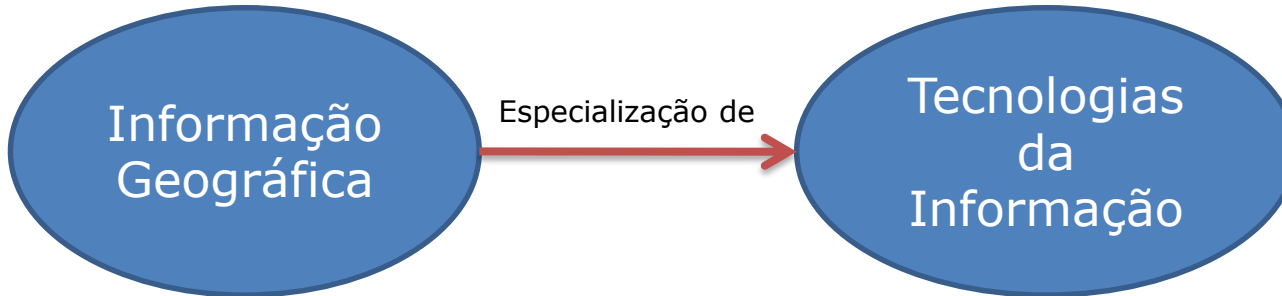 Informação
Geográfica
Especialização de
Tecnologias
da
Informação